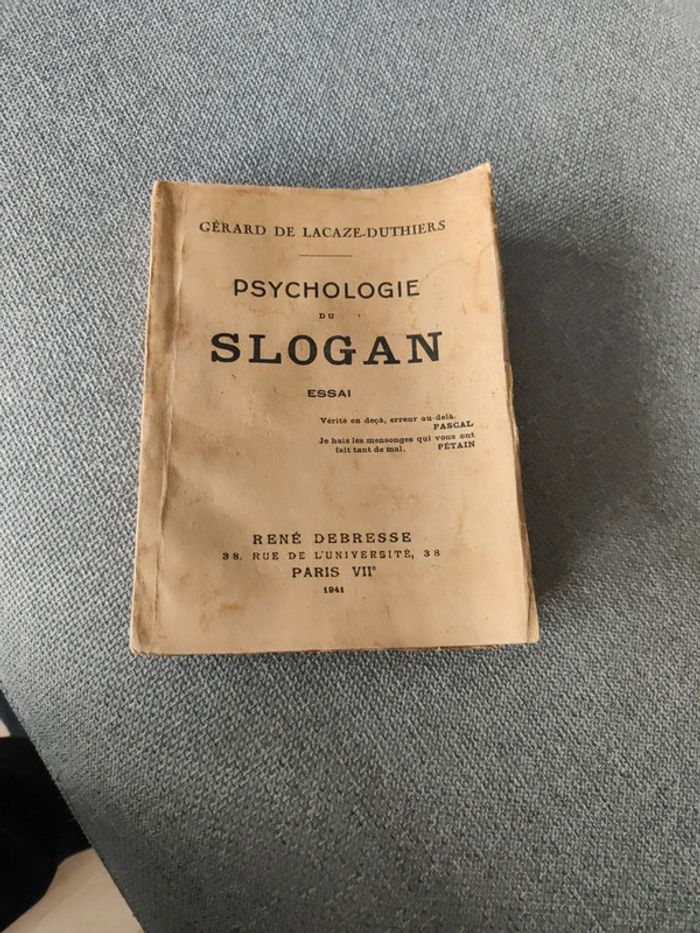 GÉRARD DE LACAZE-DUTHIERS
PSYCHOLOGIE
DU
SLOGAN
ESSAI
Vérité en deçà, erreur au-delà.
PASCAL
Je hais les mensonges qui vous ont
fait tant de mal. PÉTAIN
RENÉ DEBRESSE
38, RUE DE L'UNIVERSITÉ, 38
PARIS VIIᵉ
1941